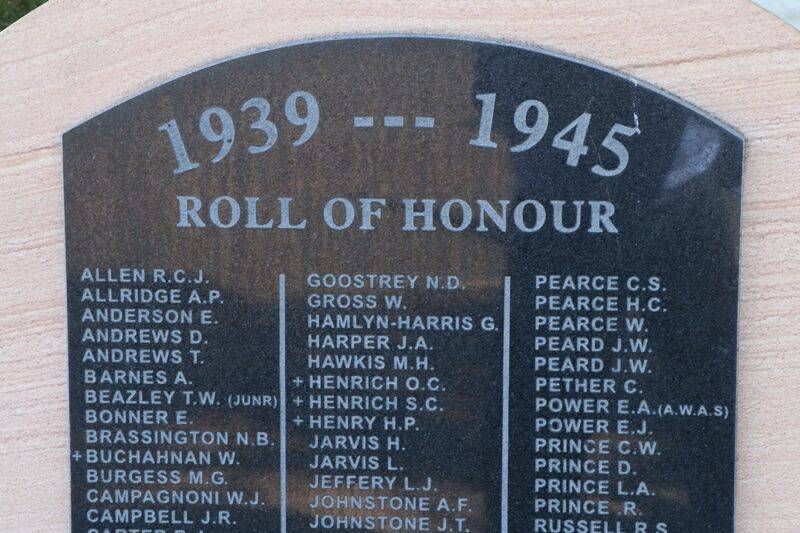 1939 --- 1945
ROLL OF HONOUR
ALLEN R.C.J.
ALLRIDGE A.P.
ANDERSON E.
ANDREWS D.
ANDREWS T.
BARNES A.
BEAZLEY T.W. (JUNR)
BONNER E.
BRASSINGTON N.B.
+BUCHAHNAN W.
BURGESS M.G.
CAMPAGNONI W.J.
CAMPBELL J.R.
GOOSTREY N.D.
GROSS W.
HAMLYN-HARRIS G.
HARPER J.A.
HAWKIS M.H.
+HENRICH O.C.
+HENRICH S.C.
+HENRY H.P.
JARVIS H.
JARVIS L.
JEFFERY L.J.
JOHNSTONE A.F.
JOHNSTONE J.T.
PEARCE C.S.
PEARCE H.C.
PEARCE W.
PEARD J.W.
PEARD J.W.
PETHER C.
POWER E.A.(A.W.A.S)
POWER E.J.
PRINCE C.W.
PRINCE D.
PRINCE L.A.
PRINCE .R.
RUSSELL R.S